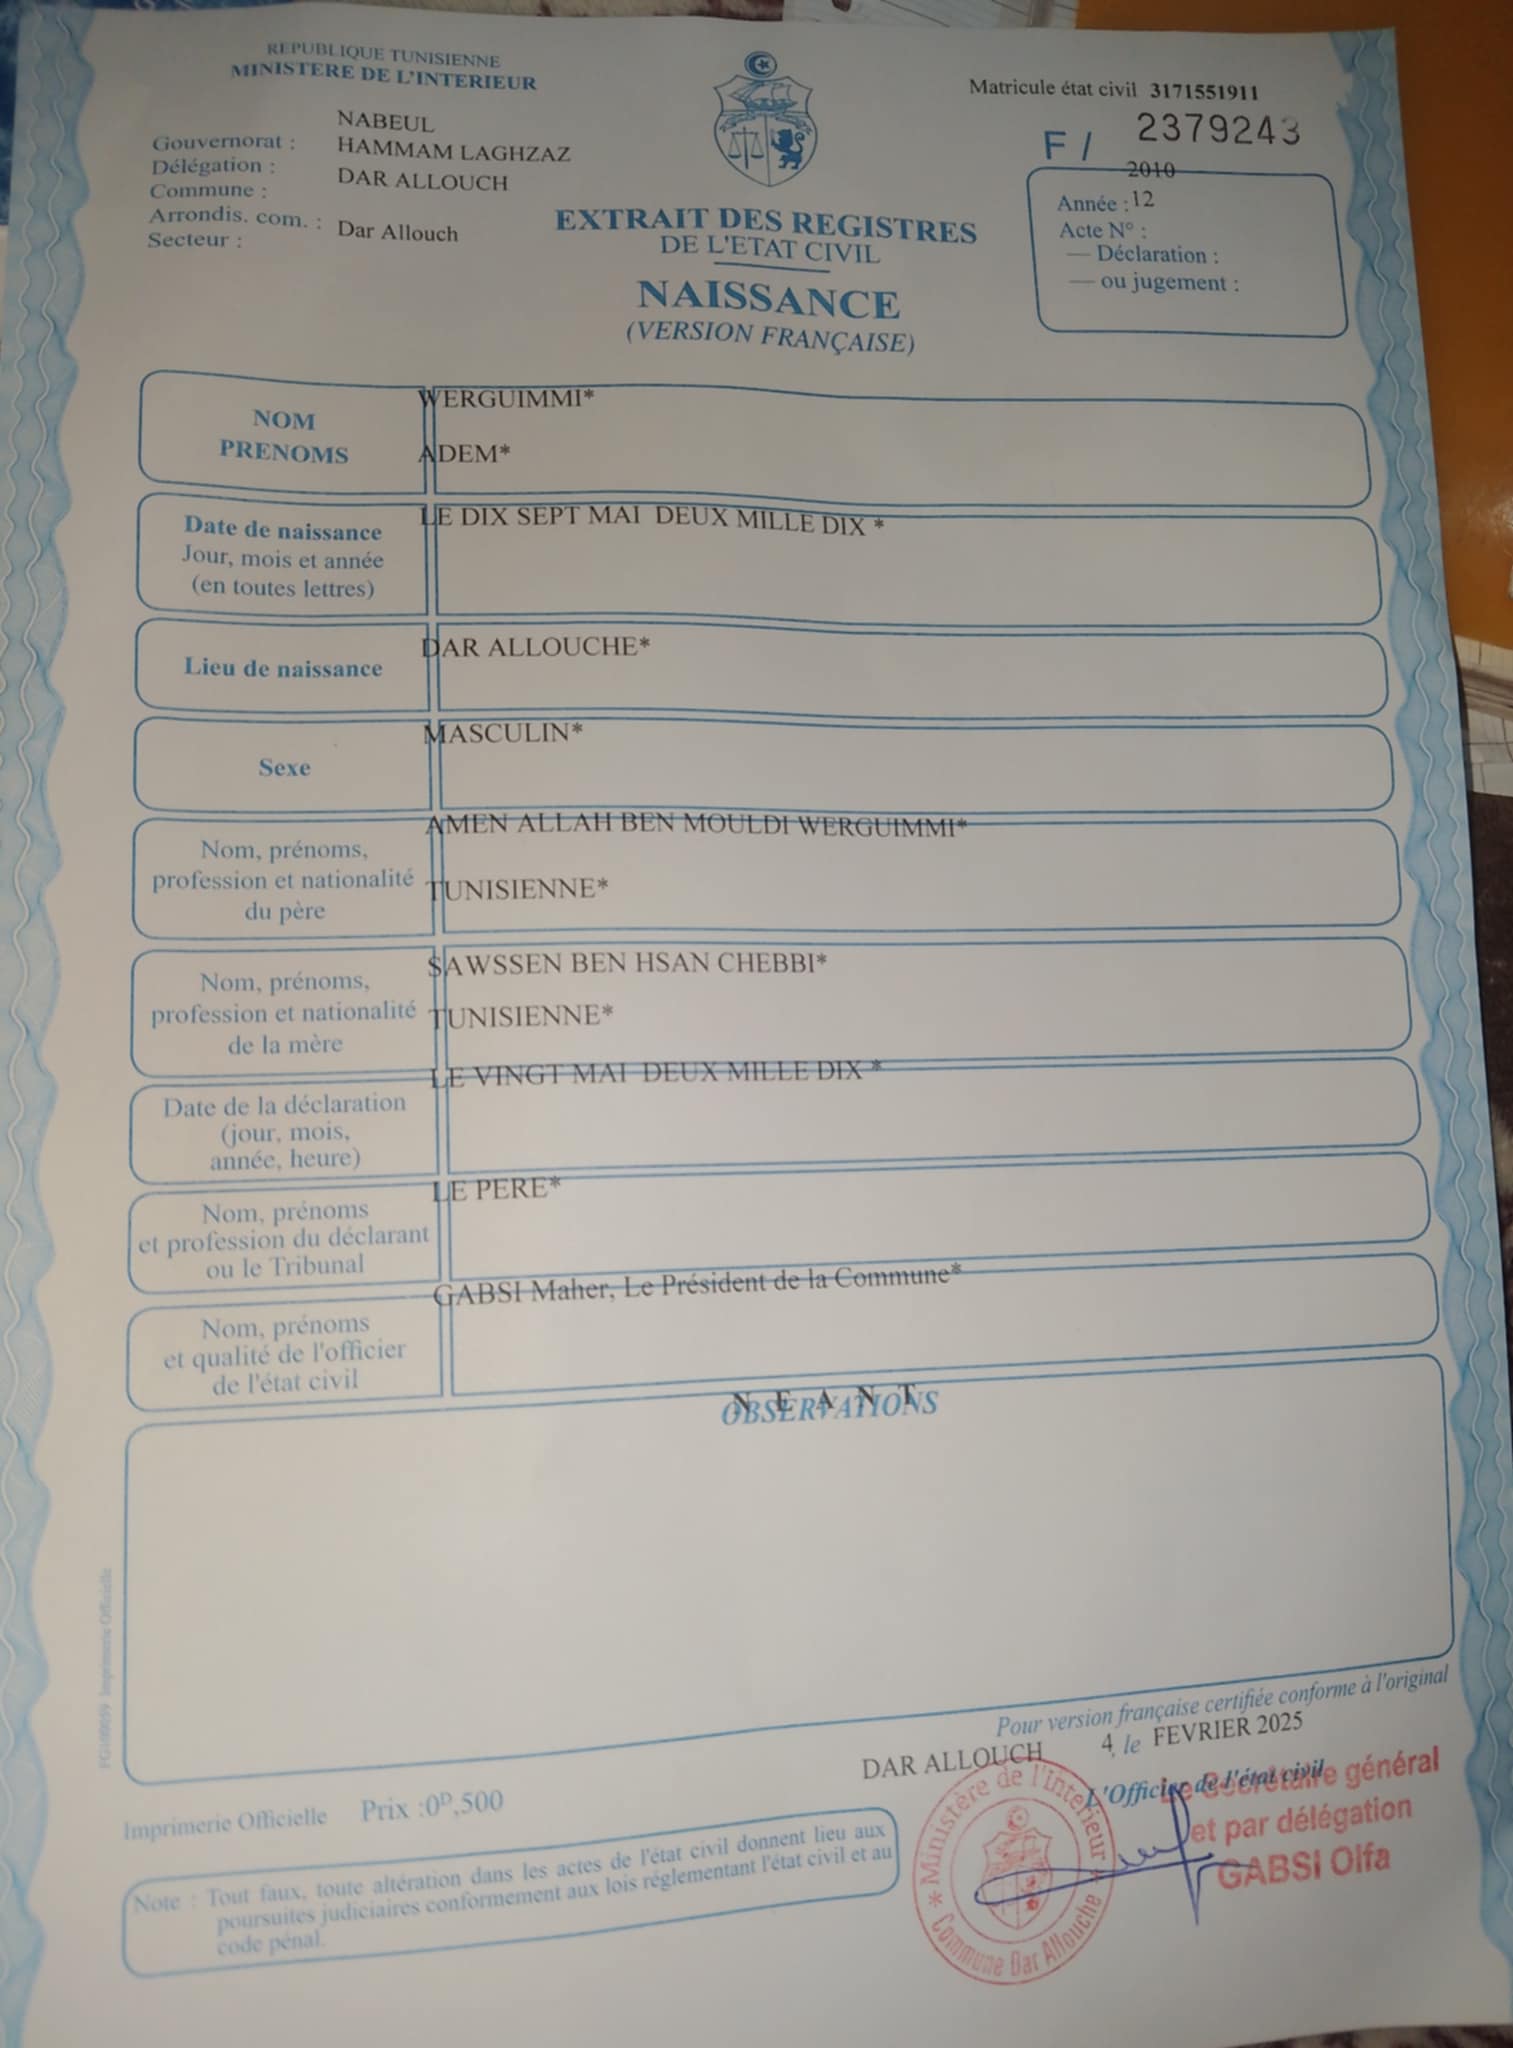 REPUBLIQUE TUNISIENNE
MINISTERE DE L'INTERIEUR
NABEUL
Gouvernorat :
HAMMAM LAGHZAZ
Délégation :
DAR ALLOUCH
Commune :
Arrondis. com. :
Dar Allouch
Secteur :
EXTRAIT DES REGISTRES
DE L'ETAT CIVIL
NAISSANCE
(VERSION FRANÇAISE)
Matricule état civil 3171551911
F / 2379243
2010
Année : 12
Acte N° :
— Déclaration :
— ou jugement :
NOM
PRENOMS
WERGUIMMI*
ADEM*
Date de naissance
Jour, mois et année
(en toutes lettres)
LE DIX SEPT MAI DEUX MILLE DIX *
Lieu de naissance
DAR ALLOUCHE*
Sexe
MASCULIN*
Nom, prénoms,
profession et nationalité
du père
AMEN ALLAH BEN MOULDI WERGUIMMI*
TUNISIENNE*
Nom, prénoms,
profession et nationalité
de la mère
SAWSSEN BEN HSAN CHEBBI*
TUNISIENNE*
Date de la déclaration
(jour, mois,
année, heure)
LE VINGT MAI DEUX MILLE DIX *
Nom, prénoms
et profession du déclarant
ou le Tribunal
LE PERE*
Nom, prénoms
et qualité de l'officier
de l'état civil
GABSI Maher, Le Président de la Commune*
N E A N T
OBSERVATIONS
Pour version française certifiée conforme à l'original
DAR ALLOUCH 4, le FEVRIER 2025
L'Officier de l'état civil
Le Secrétaire général
et par délégation
GABSI Olfa
* Ministère de l'Interieur *
Commune Dar Allouche
Imprimerie Officielle Prix :0ᴰ,500
Note : Tout faux, toute altération dans les actes de l'état civil donnent lieu aux
poursuites judiciaires conformement aux lois réglementant l'état civil et au
code pénal.
Imprimerie Officielle